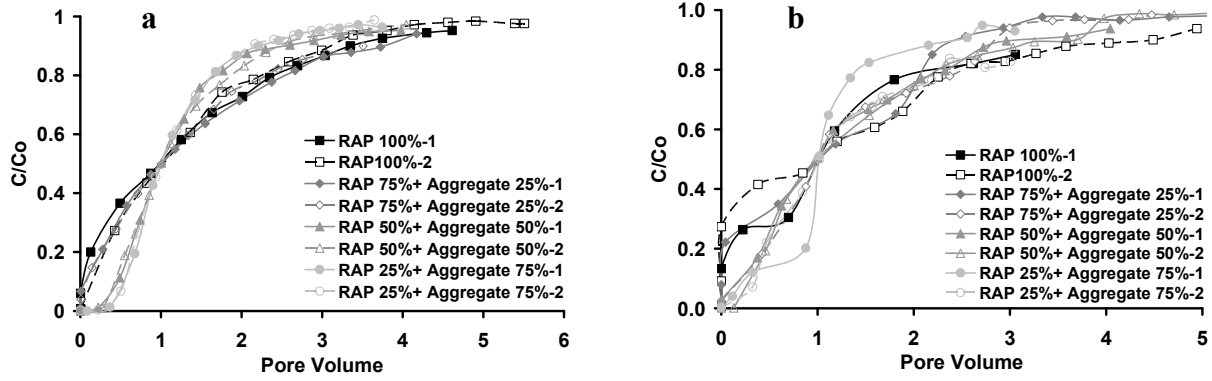 a
C/Co
1
0.8
0.6
0.4
0.2
0
RAP 100%-1
RAP100%-2
RAP 75%+ Aggregate 25%-1
RAP 75%+ Aggregate 25%-2
RAP 50%+ Aggregate 50%-1
RAP 50%+ Aggregate 50%-2
RAP 25%+ Aggregate 75%-1
RAP 25%+ Aggregate 75%-2
0 1 2 3 4 5 6
Pore Volume
b
C/Co
1.0
0.8
0.6
0.4
0.2
0.0
RAP 100%-1
RAP100%-2
RAP 75%+ Aggregate 25%-1
RAP 75%+ Aggregate 25%-2
RAP 50%+ Aggregate 50%-1
RAP 50%+ Aggregate 50%-2
RAP 25%+ Aggregate 75%-1
RAP 25%+ Aggregate 75%-2
0 1 2 3 4 5
Pore Volume